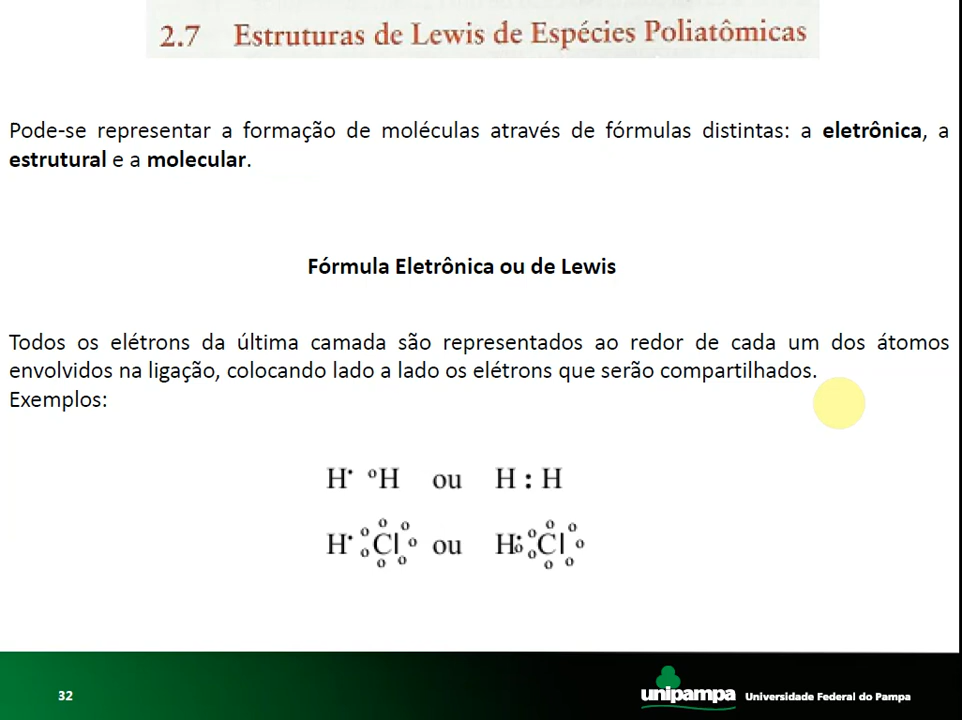 2.7 Estruturas de Lewis de Espécies Poliatômicas
Pode-se representar a formação de moléculas através de fórmulas distintas: a eletrônica, a
estrutural e a molecular.
Fórmula Eletrônica ou de Lewis
Todos os elétrons da última camada são representados ao redor de cada um dos átomos
envolvidos na ligação, colocando lado a lado os elétrons que serão compartilhados.
Exemplos:
H• °H ou H : H
H• Cl ou H Cl
32
unipampa Universidade Federal do Pampa